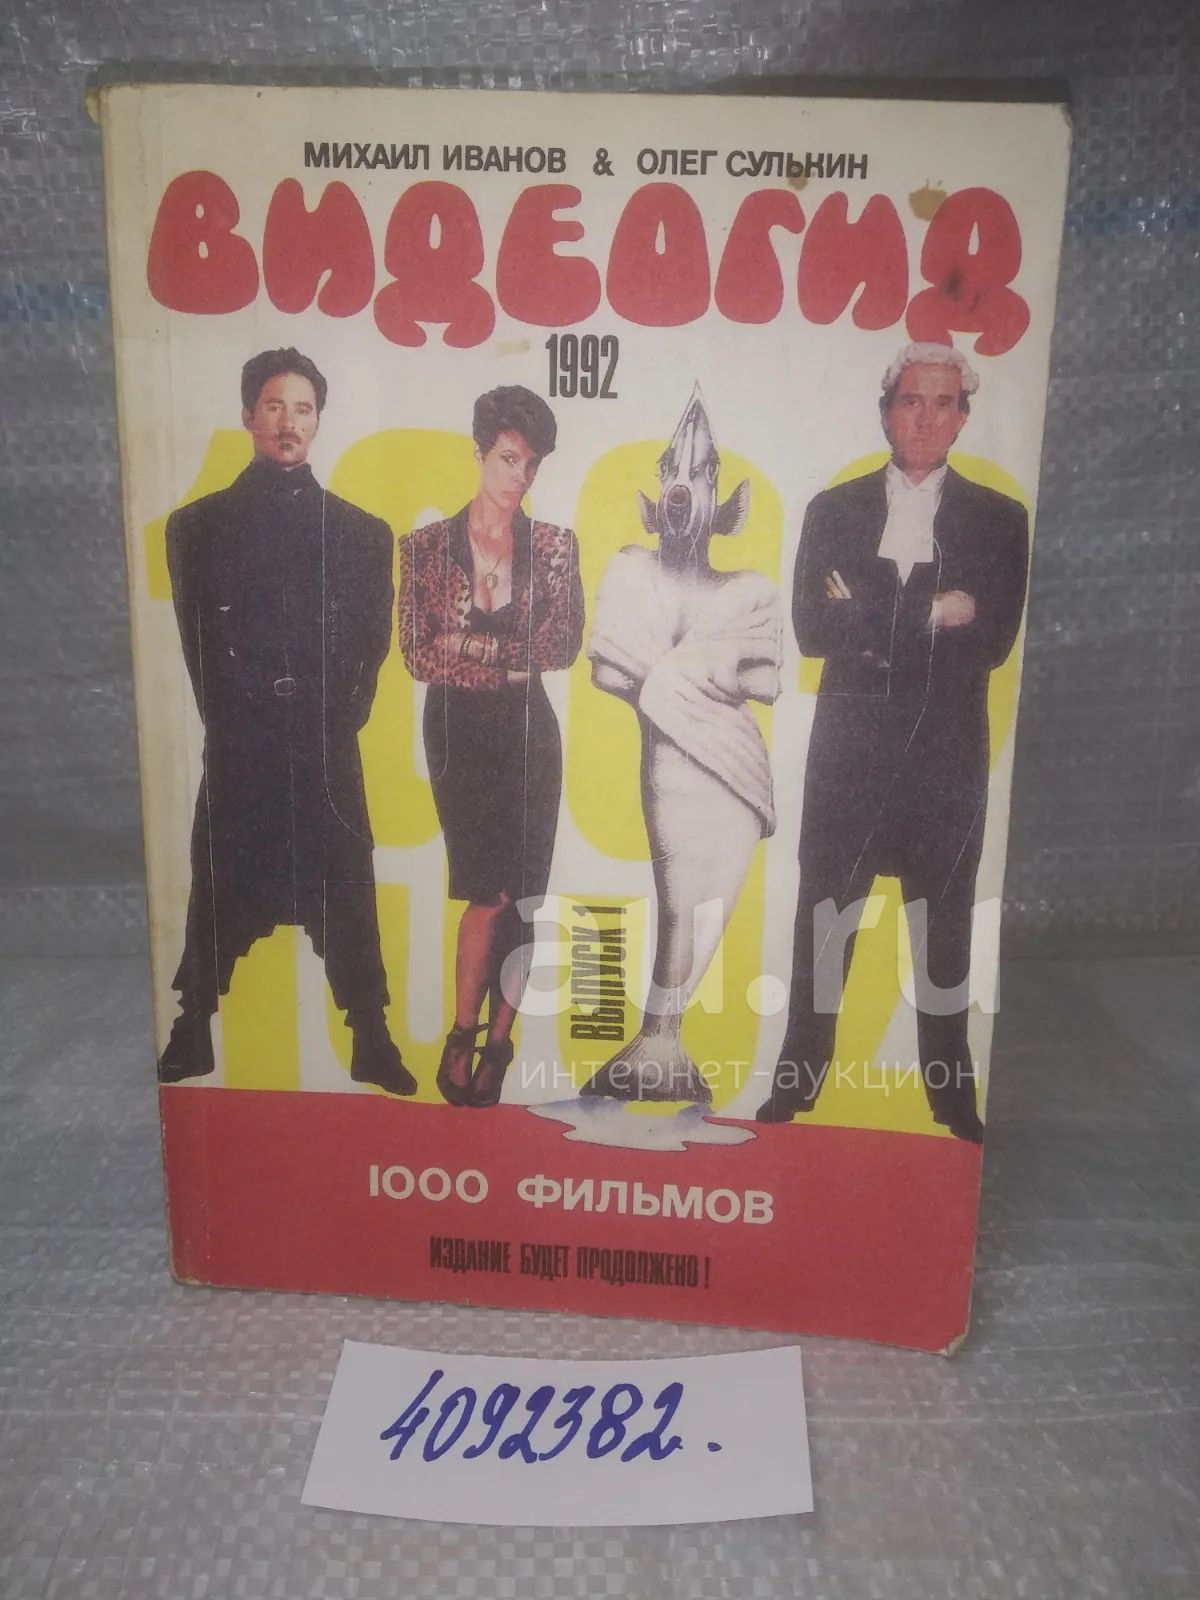 МИХАИЛ ИВАНОВ & ОЛЕГ СУЛЬКИН
ВИДЕОГИД
1992
ВЫПУСК 1
au.ru
интернет-аукцион
1000 ФИЛЬМОВ
ИЗДАНИЕ БУДЕТ ПРОДОЛЖЕНО!
4092382.